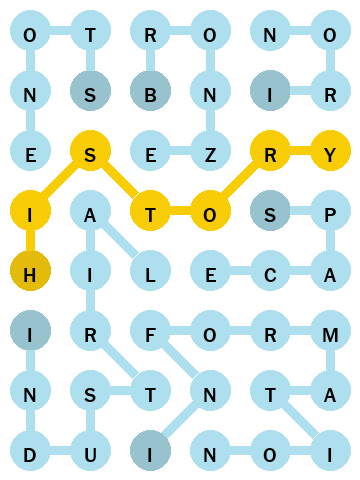 O T R O N O
N S B N I R
E S E Z R Y
I A T O S P
H I L E C A
I R F O R M
N S T N T A
D U I N O I